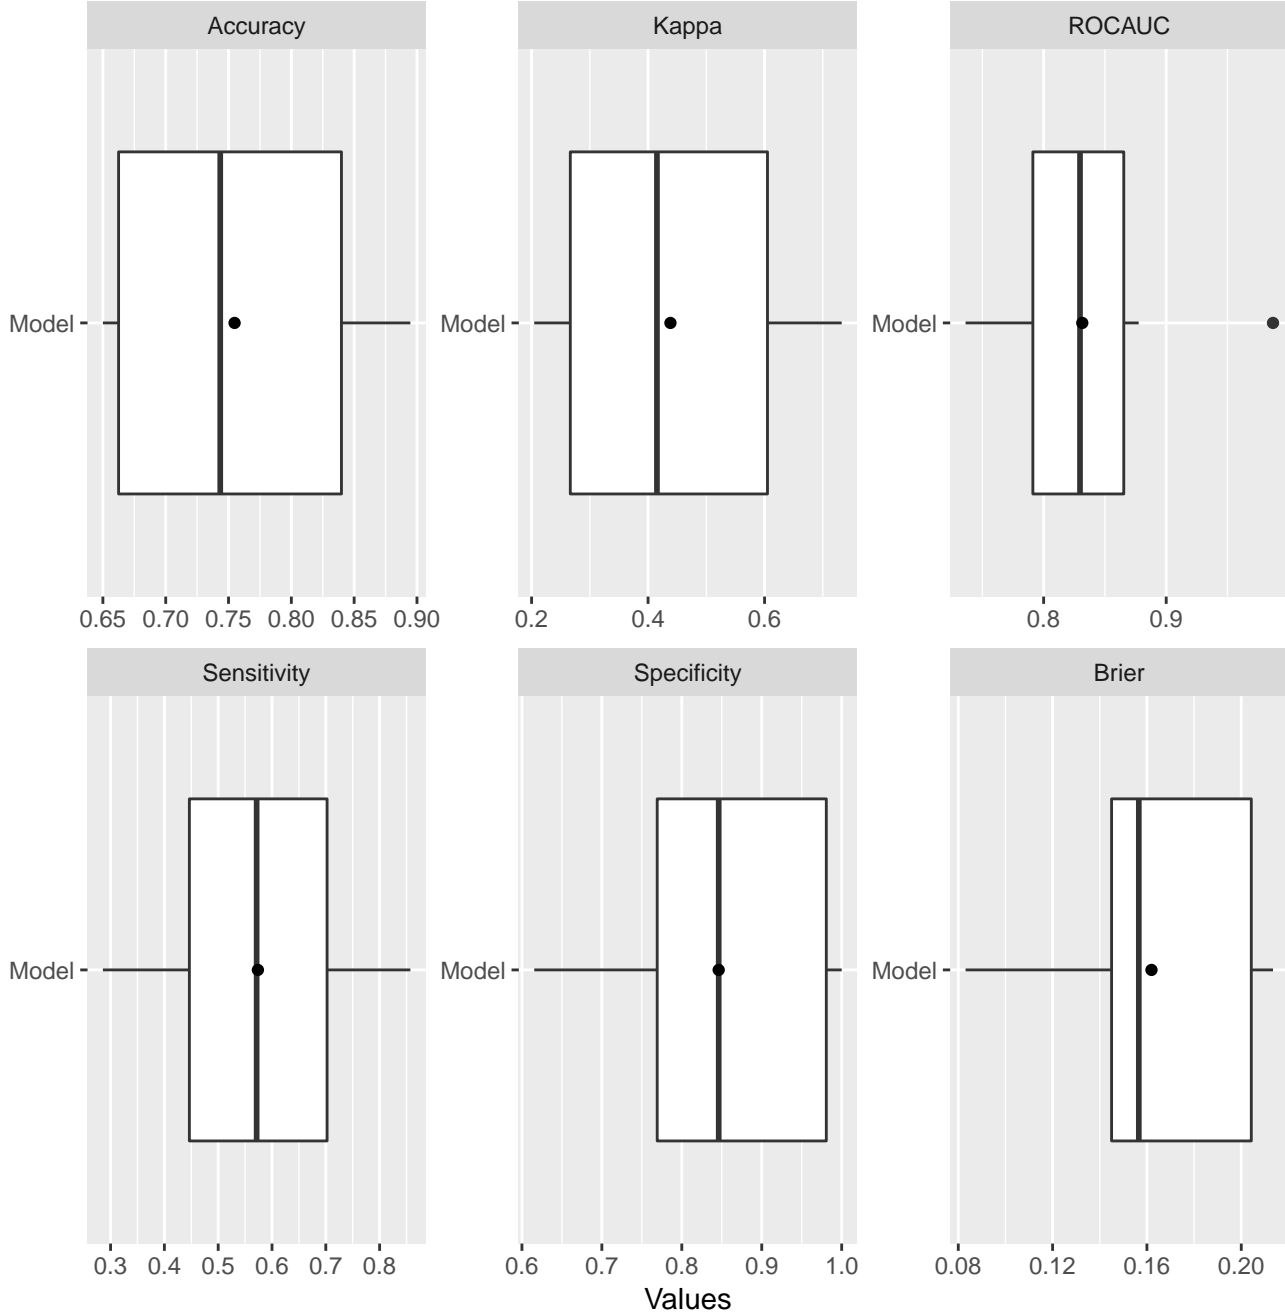 Accuracy Kappa ROCAUC
Model Model Model
0.65 0.70 0.75 0.80 0.85 0.90 0.2 0.4 0.6 0.8 0.9
Sensitivity Specificity Brier
Model Model Model
0.3 0.4 0.5 0.6 0.7 0.8 0.6 0.7 0.8 0.9 1.0 0.08 0.12 0.16 0.20
Values